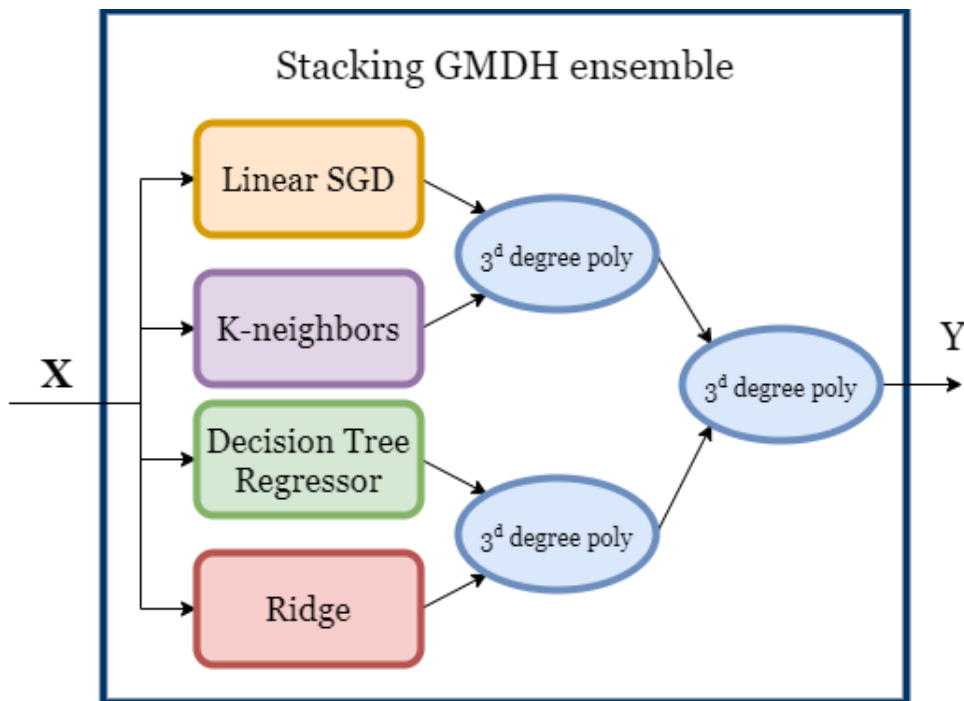 Stacking GMDH ensemble
Linear SGD
3ᵈ degree poly
K-neighbors
X
Y
3ᵈ degree poly
Decision Tree
Regressor
3ᵈ degree poly
Ridge